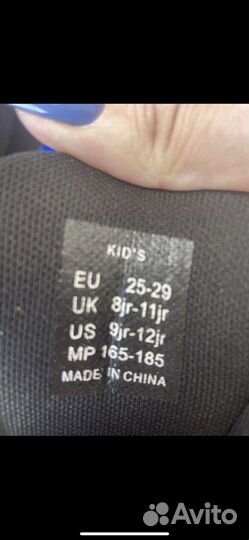 KID'S
EU 25-29
UK 8jr-11jr
US 9jr-12jr
MP 165-185
MADE IN CHINA
Avito